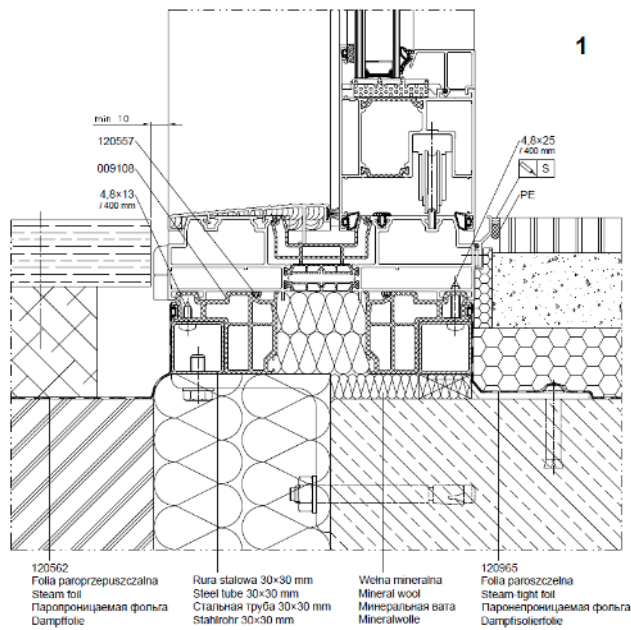 1
min 10
120557
009108
4,8×13
/ 400 mm
4,8×25
/ 400 mm
S
PE
120562
Folia paroprzepuszczalna
Steam foil
Паропроницаемая фольга
Dampffolie
Rura stalowa 30×30 mm
Steel tube 30×30 mm
Стальная труба 30×30 mm
Stahlrohr 30×30 mm
Wełna mineralna
Mineral wool
Минеральная вата
Mineralwolle
120965
Folia paroszczelna
Steam-tight foil
Паронепроницаемая фольга
Dampfisolierfolie